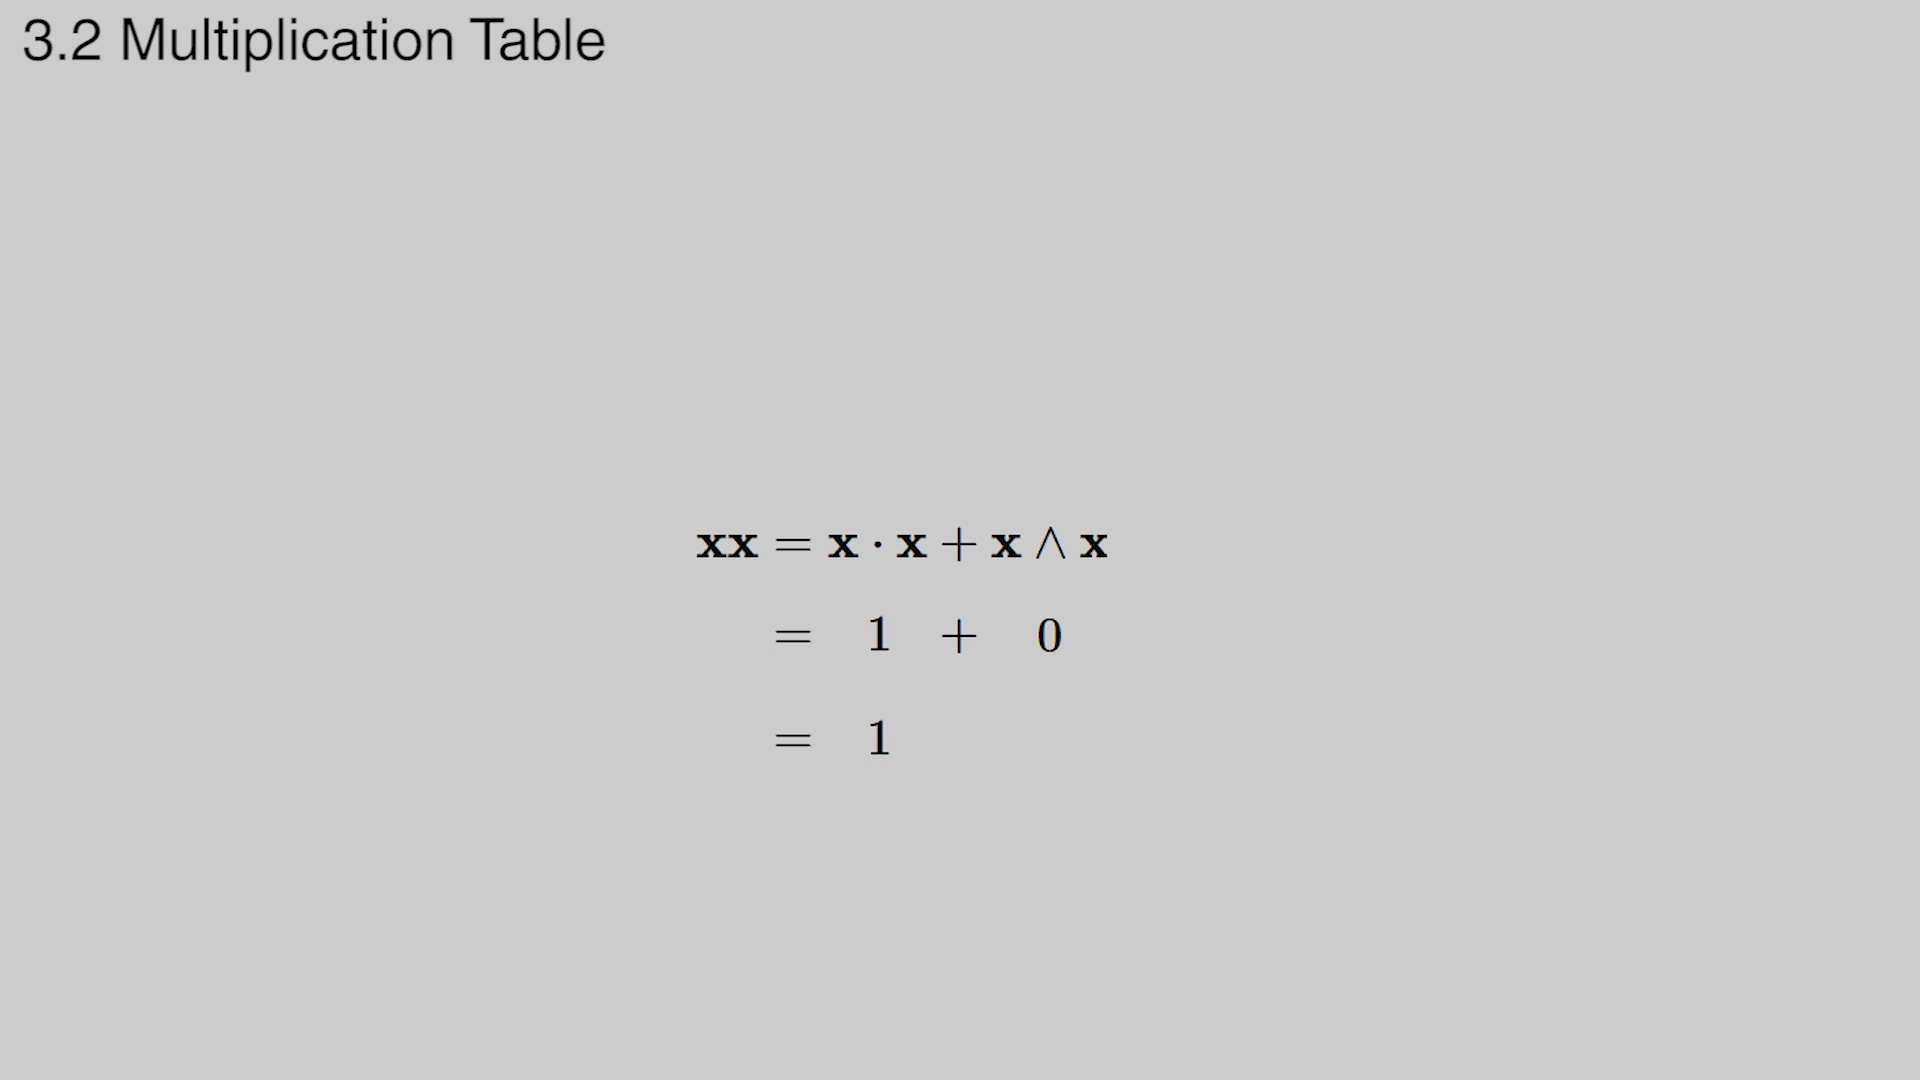 3.2 Multiplication Table
xx = x · x + x ∧ x
= 1 + 0
= 1